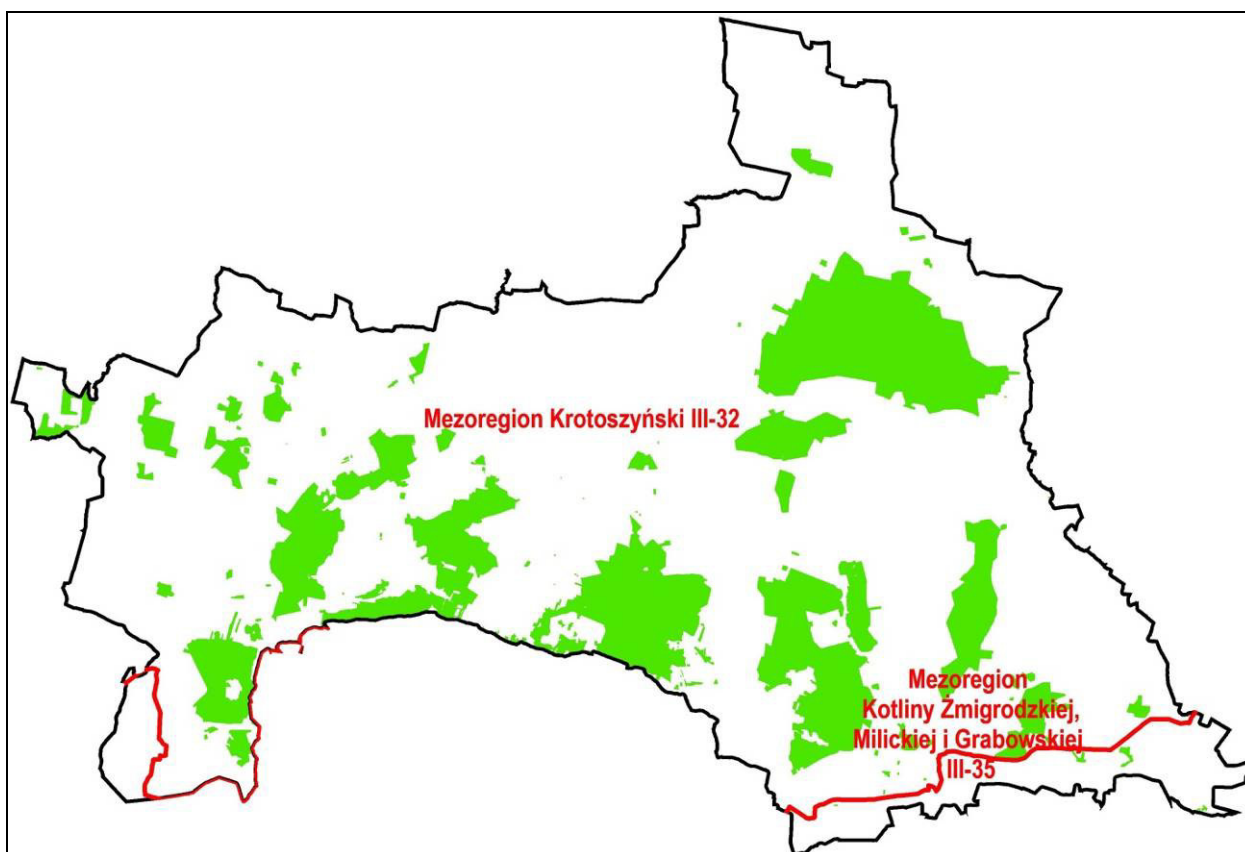 Mezoregion Krotoszyński III-32
Mezoregion
Kotliny Żmigrodzkiej,
Milickiej i Grabowskiej
III-35